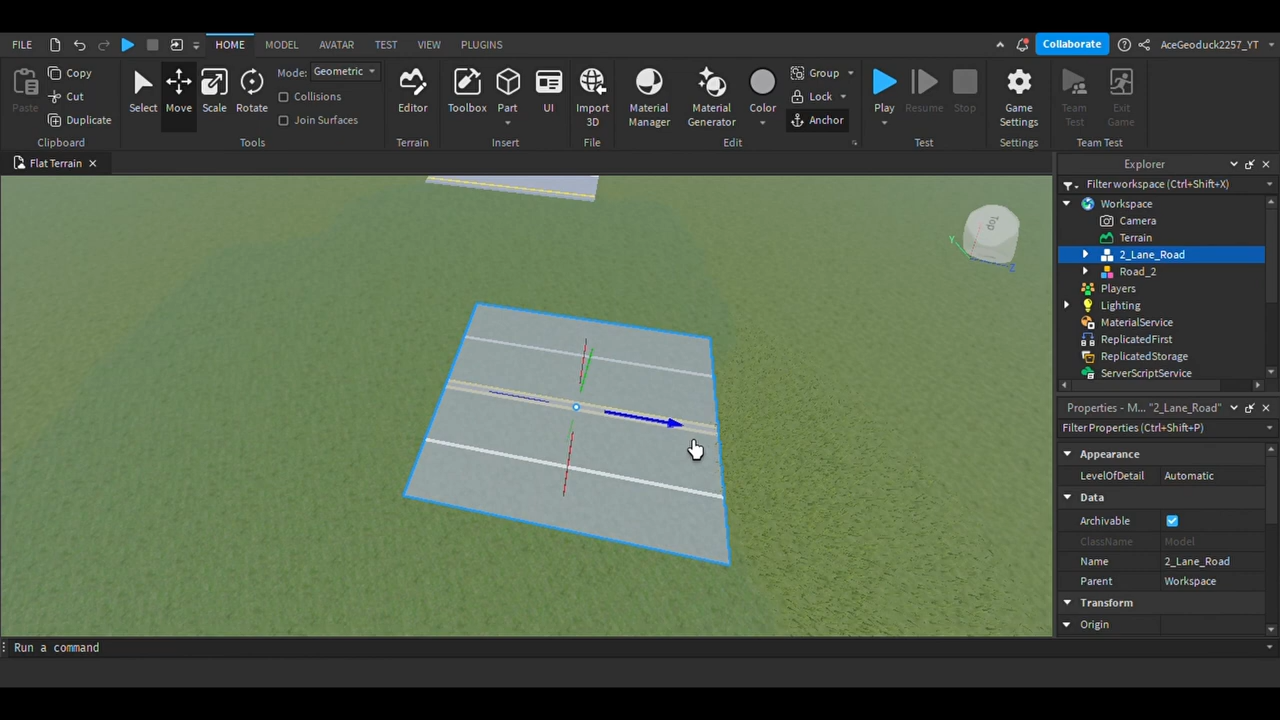 FILE HOME MODEL AVATAR TEST VIEW PLUGINS Collaborate AceGeoduck2257_YT
Paste Copy Cut Duplicate Select Move Scale Rotate Mode: Geometric Collisions Join Surfaces Editor Toolbox Part UI Import 3D Material Manager Material Generator Color Group Lock Anchor Play Resume Stop Game Settings Team Test Exit Game
Clipboard Tools Terrain Insert File Edit Test Settings Team Test
Flat Terrain
Top
Y
Z
Explorer
Filter workspace (Ctrl+Shift+X)
Workspace
Camera
Terrain
2_Lane_Road
Road_2
Players
Lighting
MaterialService
ReplicatedFirst
ReplicatedStorage
ServerScriptService
Properties - M... "2_Lane_Road"
Filter Properties (Ctrl+Shift+P)
Appearance
LevelOfDetail Automatic
Data
Archivable
ClassName Model
Name 2_Lane_Road
Parent Workspace
Transform
Origin
Run a command